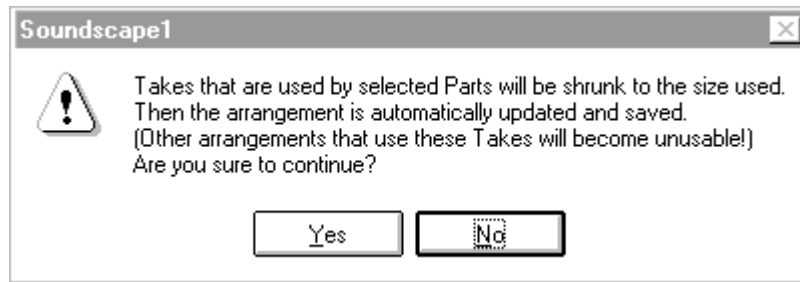 Soundscape1
Takes that are used by selected Parts will be shrunk to the size used.
Then the arrangement is automatically updated and saved.
(Other arrangements that use these Takes will become unusable!)
Are you sure to continue?
Yes No